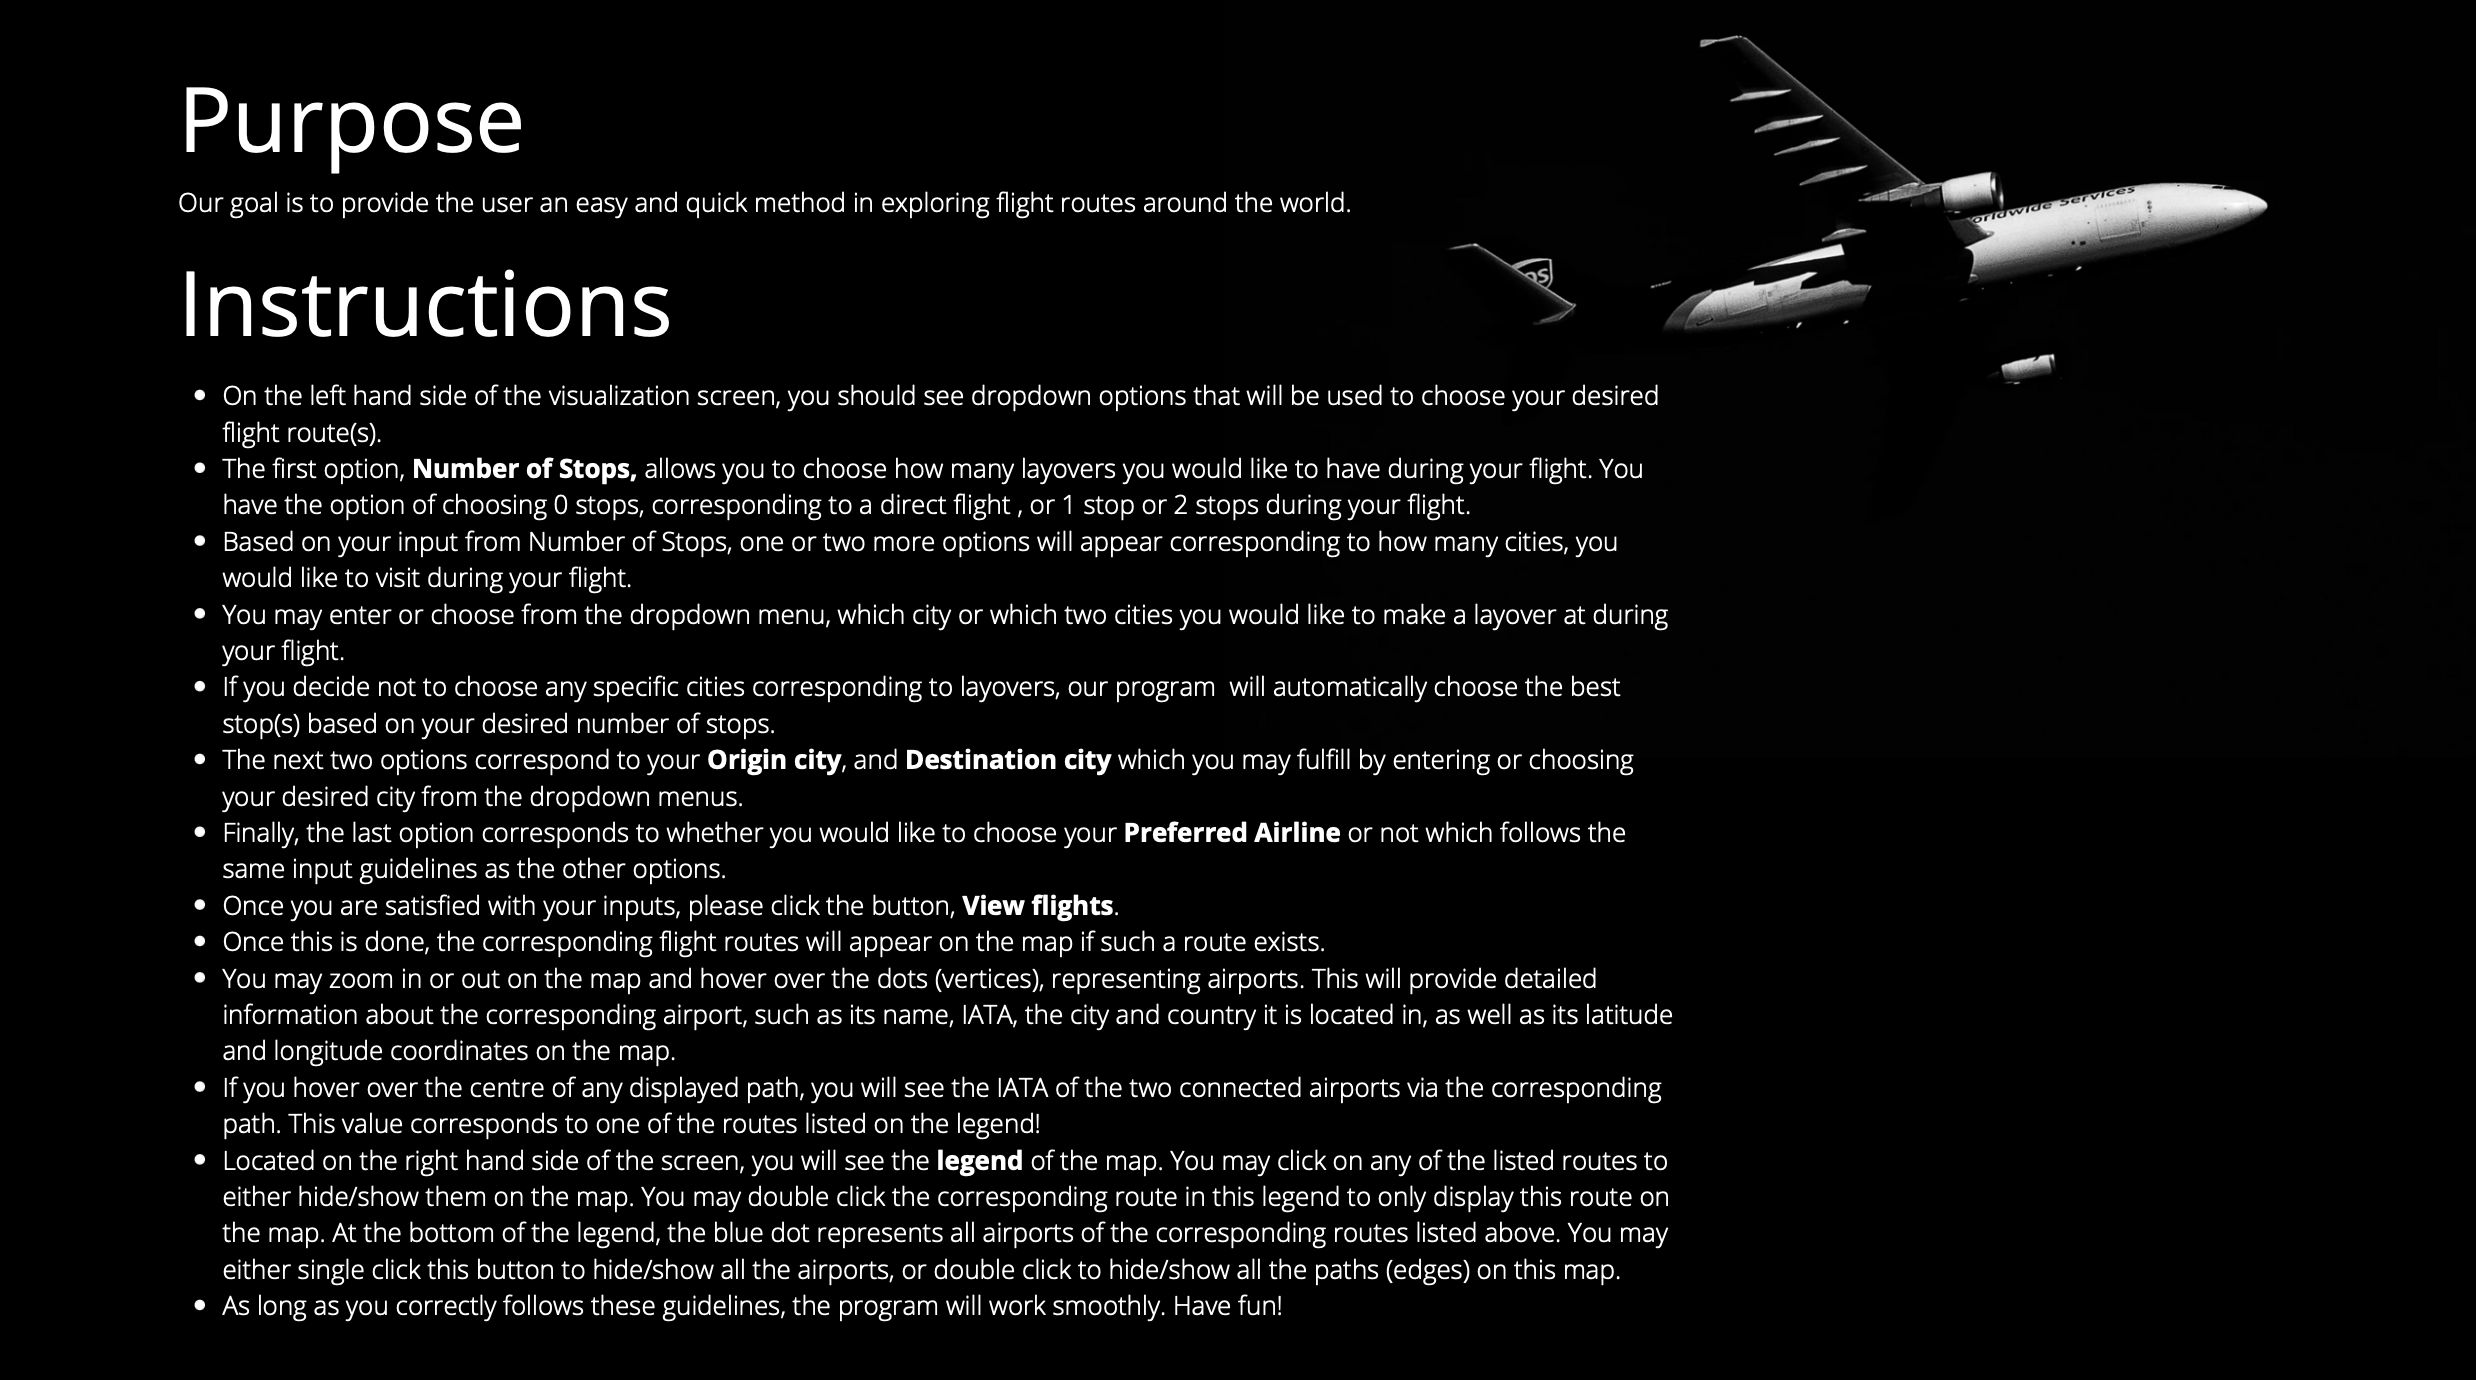 Purpose
orldwide Services
Our goal is to provide the user an easy and quick method in exploring flight routes around the world.
Instructions
On the left hand side of the visualization screen, you should see dropdown options that will be used to choose your desired
flight route(s).
The first option, Number of Stops, allows you to choose how many layovers you would like to have during your flight. You
have the option of choosing 0 stops, corresponding to a direct flight , or 1 stop or 2 stops during your flight.
Based on your input from Number of Stops, one or two more options will appear corresponding to how many cities, you
would like to visit during your flight.
You may enter or choose from the dropdown menu, which city or which two cities you would like to make a layover at during
your flight.
If you decide not to choose any specific cities corresponding to layovers, our program  will automatically choose the best
stop(s) based on your desired number of stops.
The next two options correspond to your Origin city, and Destination city which you may fulfill by entering or choosing
your desired city from the dropdown menus.
Finally, the last option corresponds to whether you would like to choose your Preferred Airline or not which follows the
same input guidelines as the other options.
Once you are satisfied with your inputs, please click the button, View flights.
Once this is done, the corresponding flight routes will appear on the map if such a route exists.
You may zoom in or out on the map and hover over the dots (vertices), representing airports. This will provide detailed
information about the corresponding airport, such as its name, IATA, the city and country it is located in, as well as its latitude
and longitude coordinates on the map.
If you hover over the centre of any displayed path, you will see the IATA of the two connected airports via the corresponding
path. This value corresponds to one of the routes listed on the legend!
Located on the right hand side of the screen, you will see the legend of the map. You may click on any of the listed routes to
either hide/show them on the map. You may double click the corresponding route in this legend to only display this route on
the map. At the bottom of the legend, the blue dot represents all airports of the corresponding routes listed above. You may
either single click this button to hide/show all the airports, or double click to hide/show all the paths (edges) on this map.
As long as you correctly follows these guidelines, the program will work smoothly. Have fun!